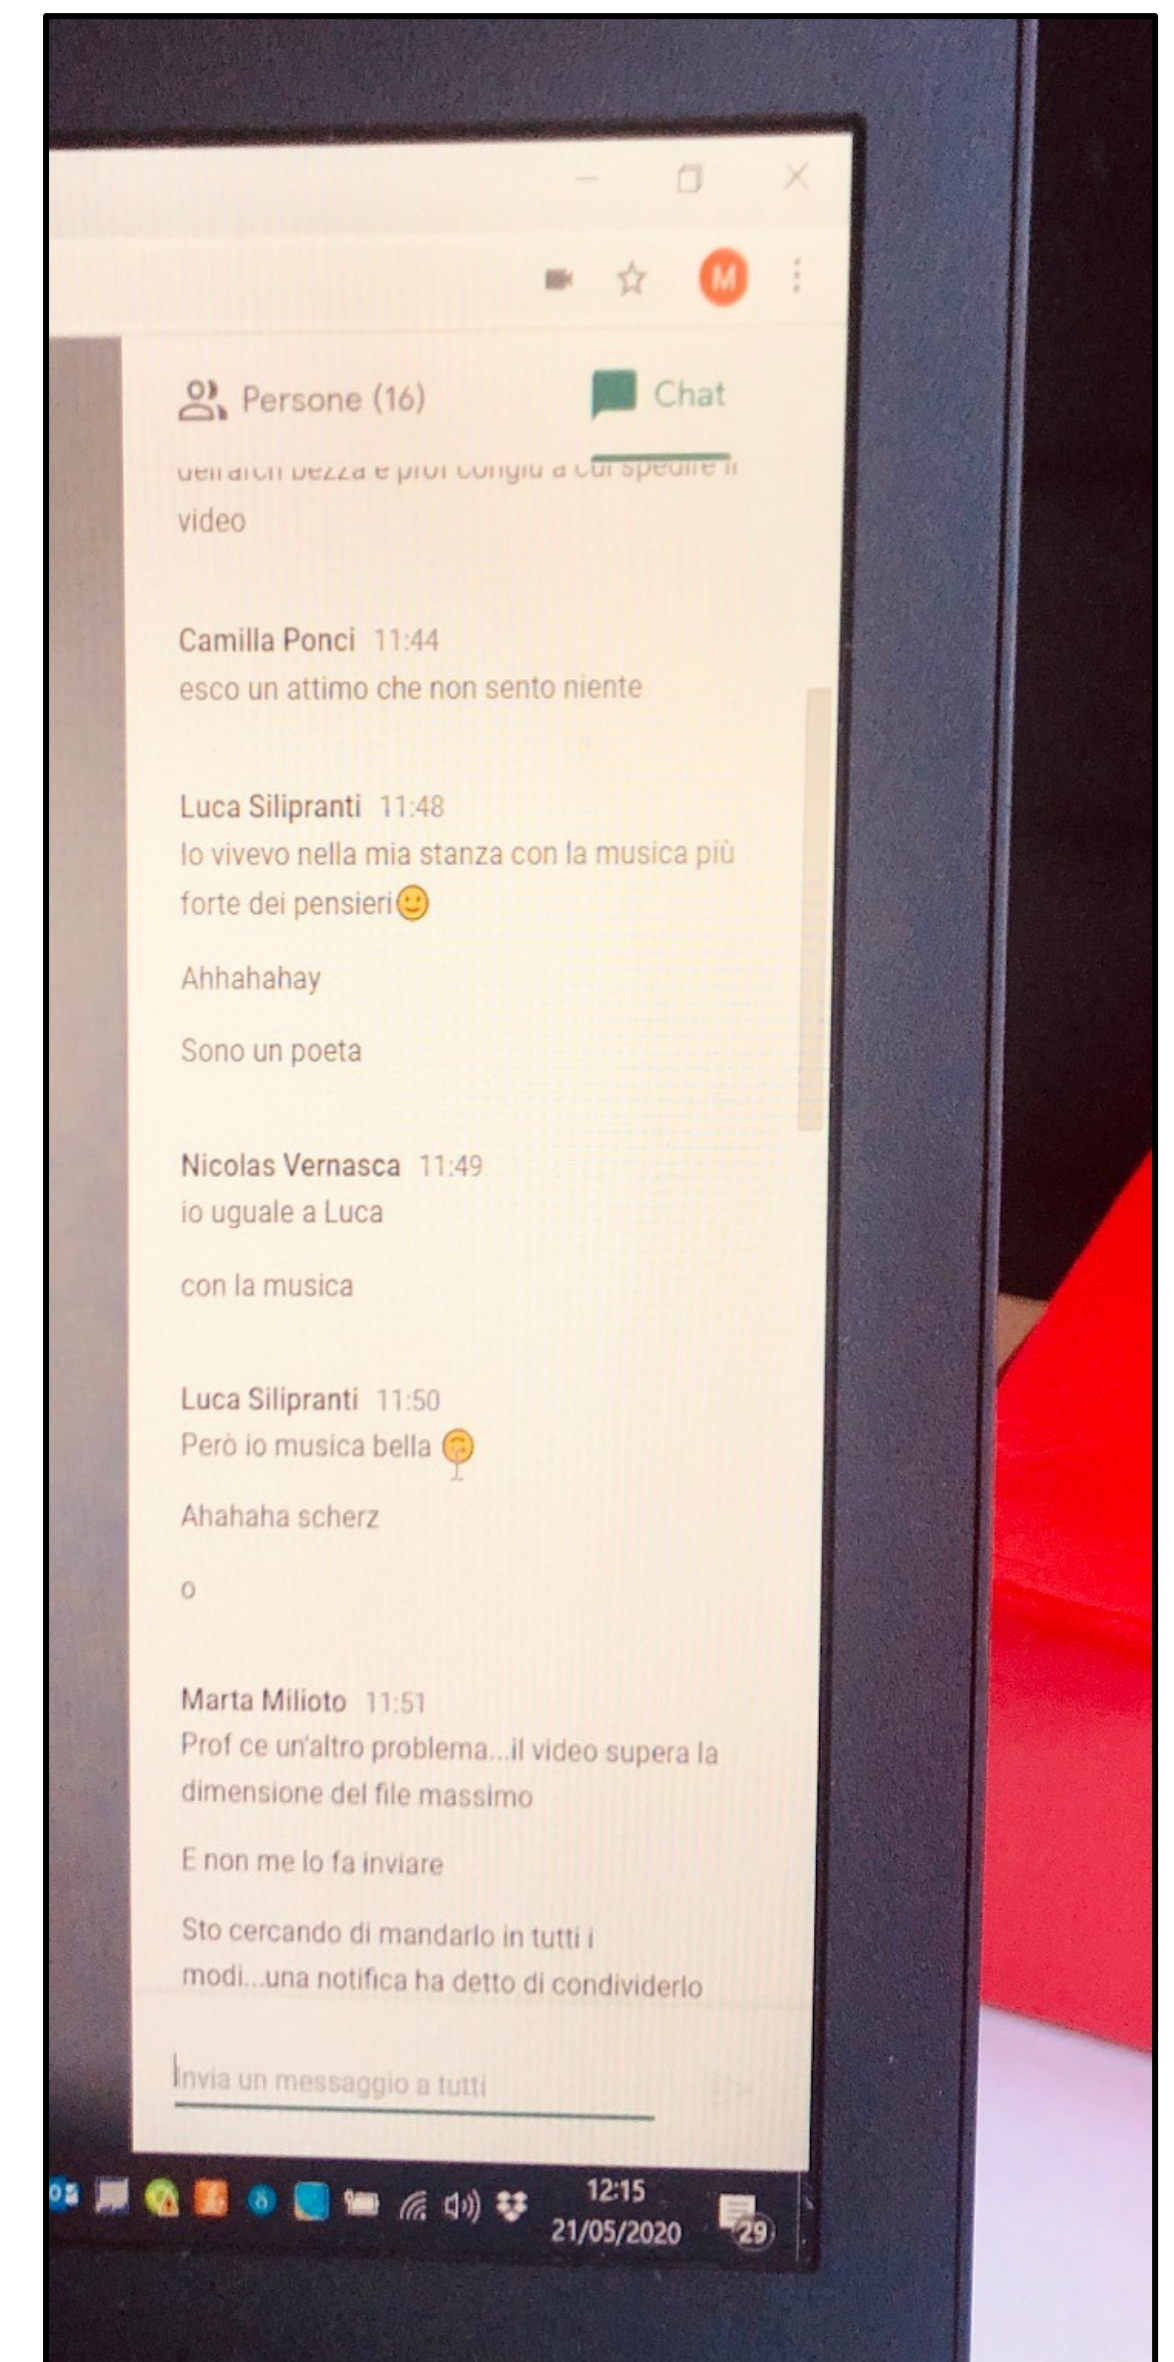 M
Persone (16)
Chat
a cui spedire il
video
Camilla Ponci 11:44
esco un attimo che non sento niente
Luca Silipranti 11:48
Io vivevo nella mia stanza con la musica più
forte dei pensieri🙂
Ahhahahay
Sono un poeta
Nicolas Vernasca 11:49
io uguale a Luca
con la musica
Luca Silipranti 11:50
Però io musica bella 🙃
Ahahaha scherz
o
Marta Milioto 11:51
Prof ce un'altro problema...il video supera la
dimensione del file massimo
E non me lo fa inviare
Sto cercando di mandarlo in tutti i
modi...una notifica ha detto di condividerlo
Invia un messaggio a tutti
12:15
21/05/2020
29